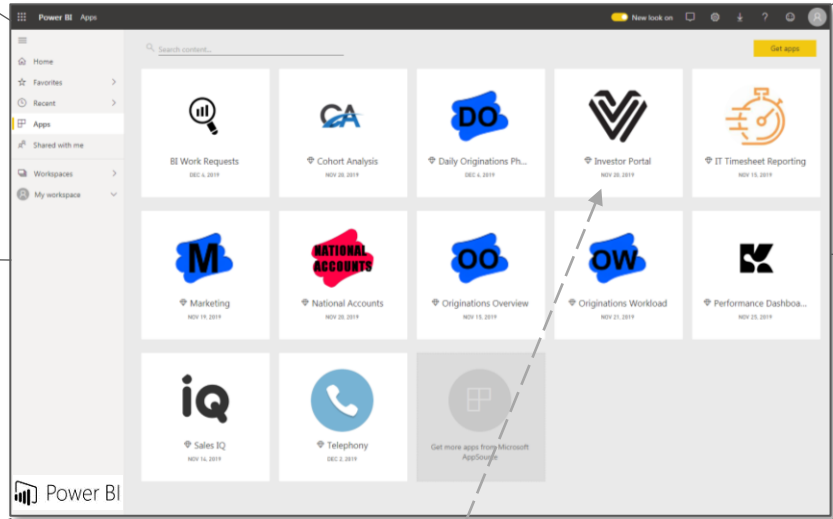 Power BI Apps
New look on
?
Home
Favorites
Recent
Apps
Shared with me
Workspaces
My workspace
Search content...
Get apps
BI Work Requests
DEC 4, 2019
CA
Cohort Analysis
NOV 20, 2019
DO
Daily Originations Ph...
DEC 4, 2019
Investor Portal
NOV 20, 2019
IT Timesheet Reporting
NOV 15, 2019
M
Marketing
NOV 19, 2019
NATIONAL
ACCOUNTS
National Accounts
NOV 20, 2019
OO
Originations Overview
NOV 15, 2019
OW
Originations Workload
NOV 21, 2019
K
Performance Dashboa...
NOV 25, 2019
iQ
Sales IQ
NOV 14, 2019
Telephony
DEC 2, 2019
Get more apps from Microsoft
AppSource
Power BI